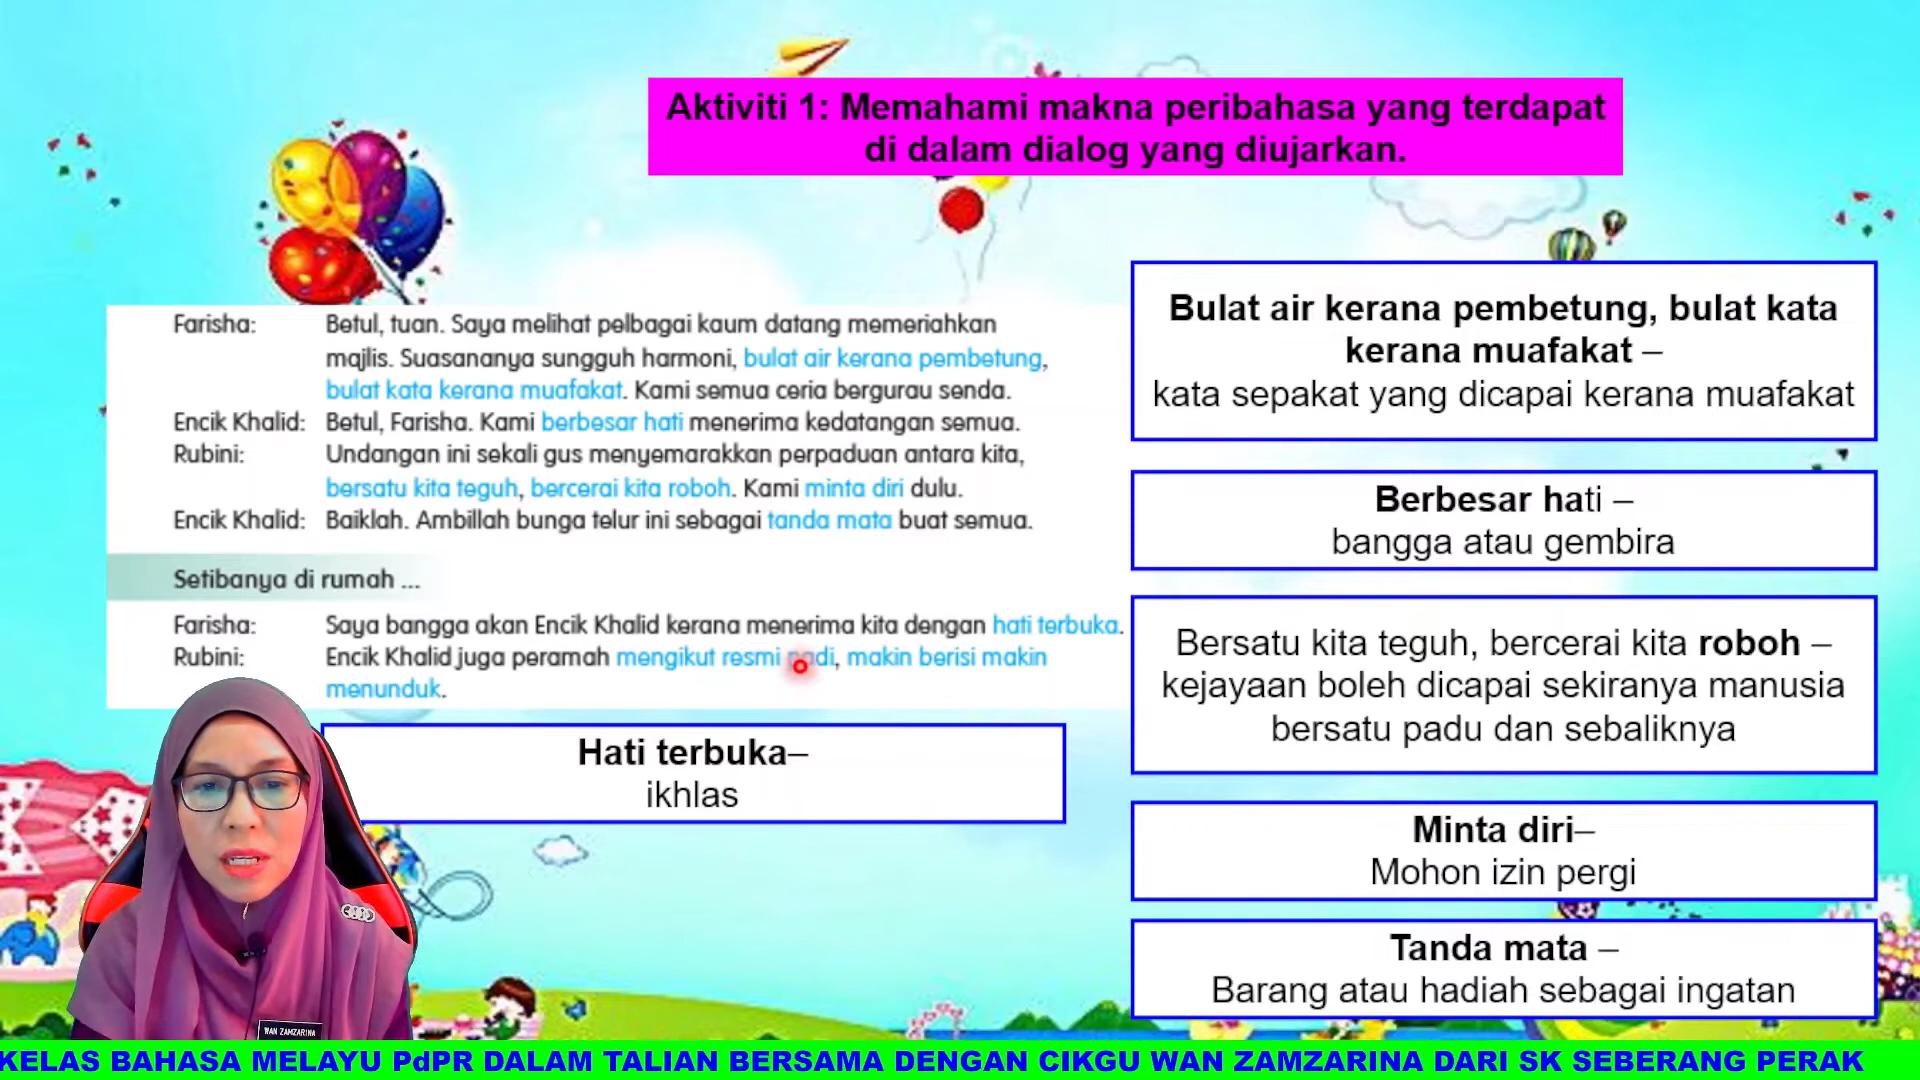 Aktiviti 1: Memahami makna peribahasa yang terdapat
di dalam dialog yang diujarkan.
Farisha: Betul, tuan. Saya melihat pelbagai kaum datang memeriahkan
majlis. Suasananya sungguh harmoni, bulat air kerana pembetung,
bulat kata kerana muafakat. Kami semua ceria bergurau senda.
Encik Khalid: Betul, Farisha. Kami berbesar hati menerima kedatangan semua.
Rubini: Undangan ini sekali gus menyemarakkan perpaduan antara kita,
bersatu kita teguh, bercerai kita roboh. Kami minta diri dulu.
Encik Khalid: Baiklah. Ambillah bunga telur ini sebagai tanda mata buat semua.
Setibanya di rumah ...
Farisha: Saya bangga akan Encik Khalid kerana menerima kita dengan hati terbuka.
Rubini: Encik Khalid juga peramah mengikut resmi padi, makin berisi makin
menunduk.
Hati terbuka–
ikhlas
Bulat air kerana pembetung, bulat kata
kerana muafakat –
kata sepakat yang dicapai kerana muafakat
Berbesar hati –
bangga atau gembira
Bersatu kita teguh, bercerai kita roboh –
kejayaan boleh dicapai sekiranya manusia
bersatu padu dan sebaliknya
Minta diri–
Mohon izin pergi
Tanda mata –
Barang atau hadiah sebagai ingatan
WAN ZAMZARINA
KELAS BAHASA MELAYU PdPR DALAM TALIAN BERSAMA DENGAN CIKGU WAN ZAMZARINA DARI SK SEBERANG PERAK